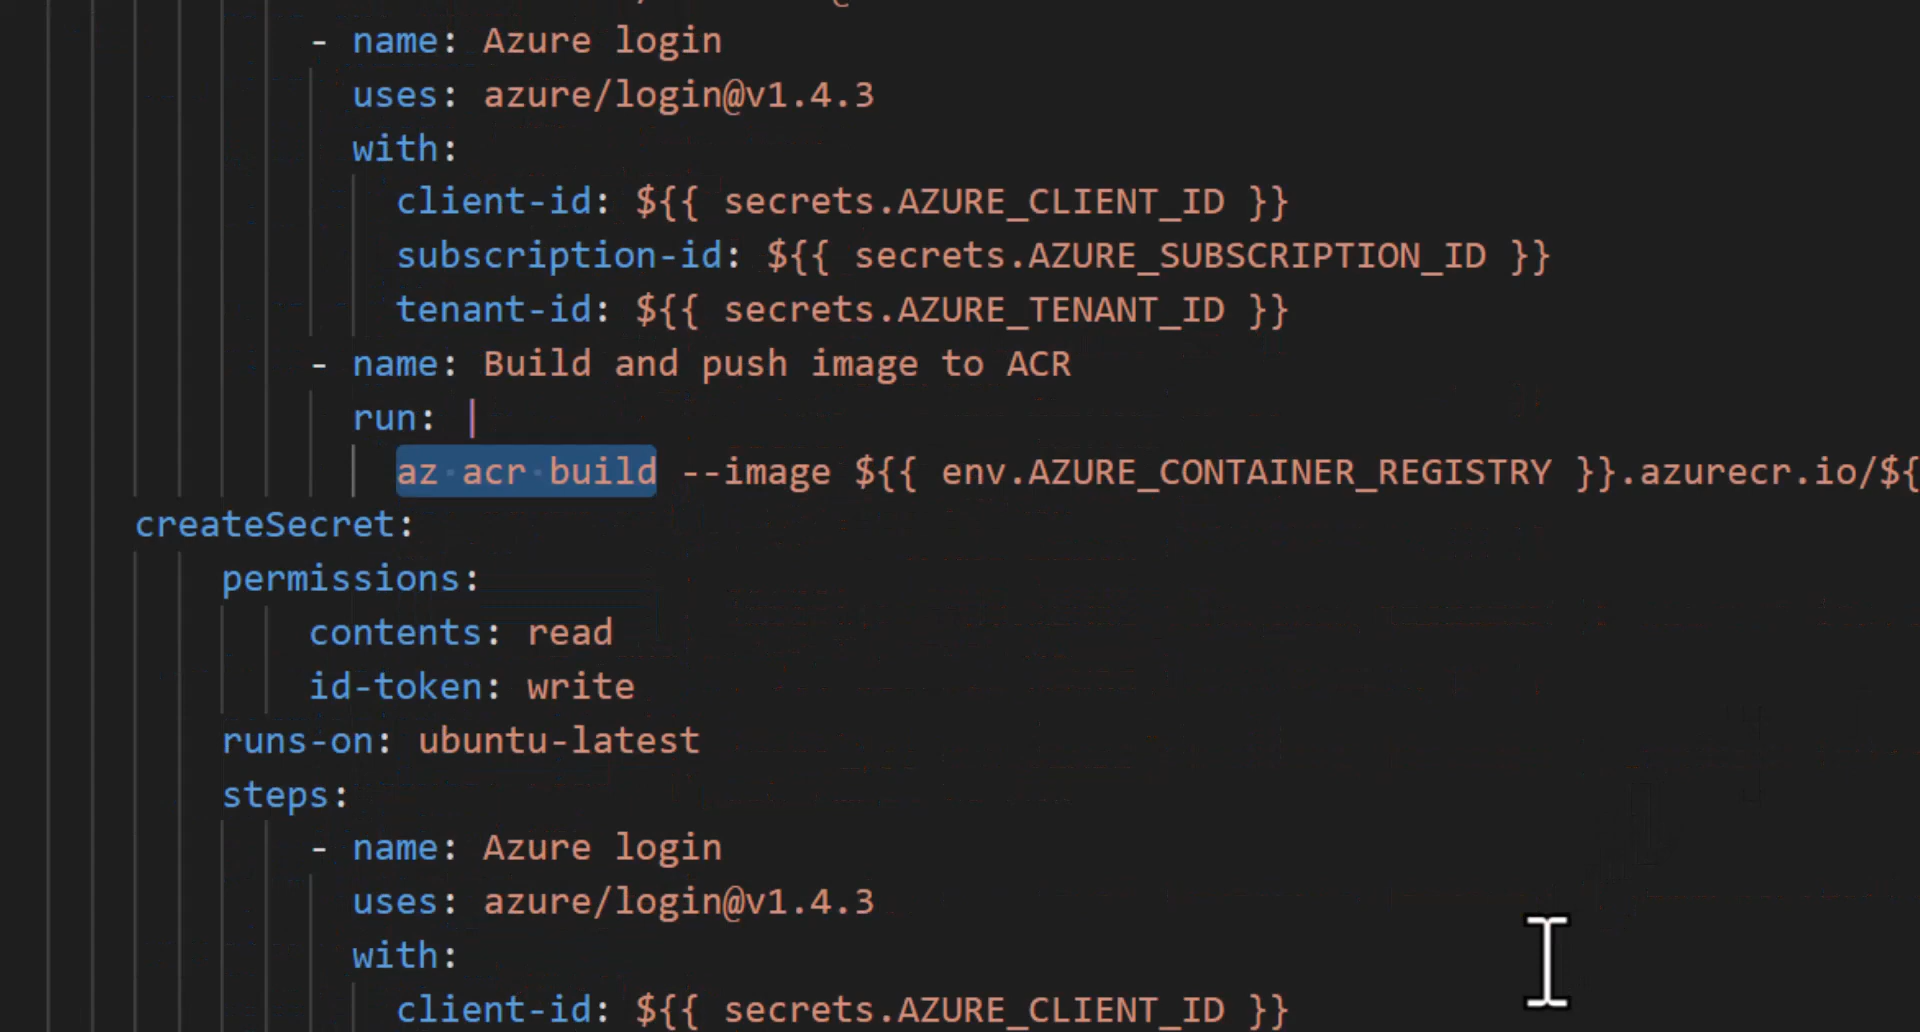 - name: Azure login
uses: azure/login@v1.4.3
with:
client-id: ${{ secrets.AZURE_CLIENT_ID }}
subscription-id: ${{ secrets.AZURE_SUBSCRIPTION_ID }}
tenant-id: ${{ secrets.AZURE_TENANT_ID }}
- name: Build and push image to ACR
run: |
az acr build --image ${{ env.AZURE_CONTAINER_REGISTRY }}.azurecr.io/${
createSecret:
permissions:
contents: read
id-token: write
runs-on: ubuntu-latest
steps:
- name: Azure login
uses: azure/login@v1.4.3
with:
client-id: ${{ secrets.AZURE_CLIENT_ID }}